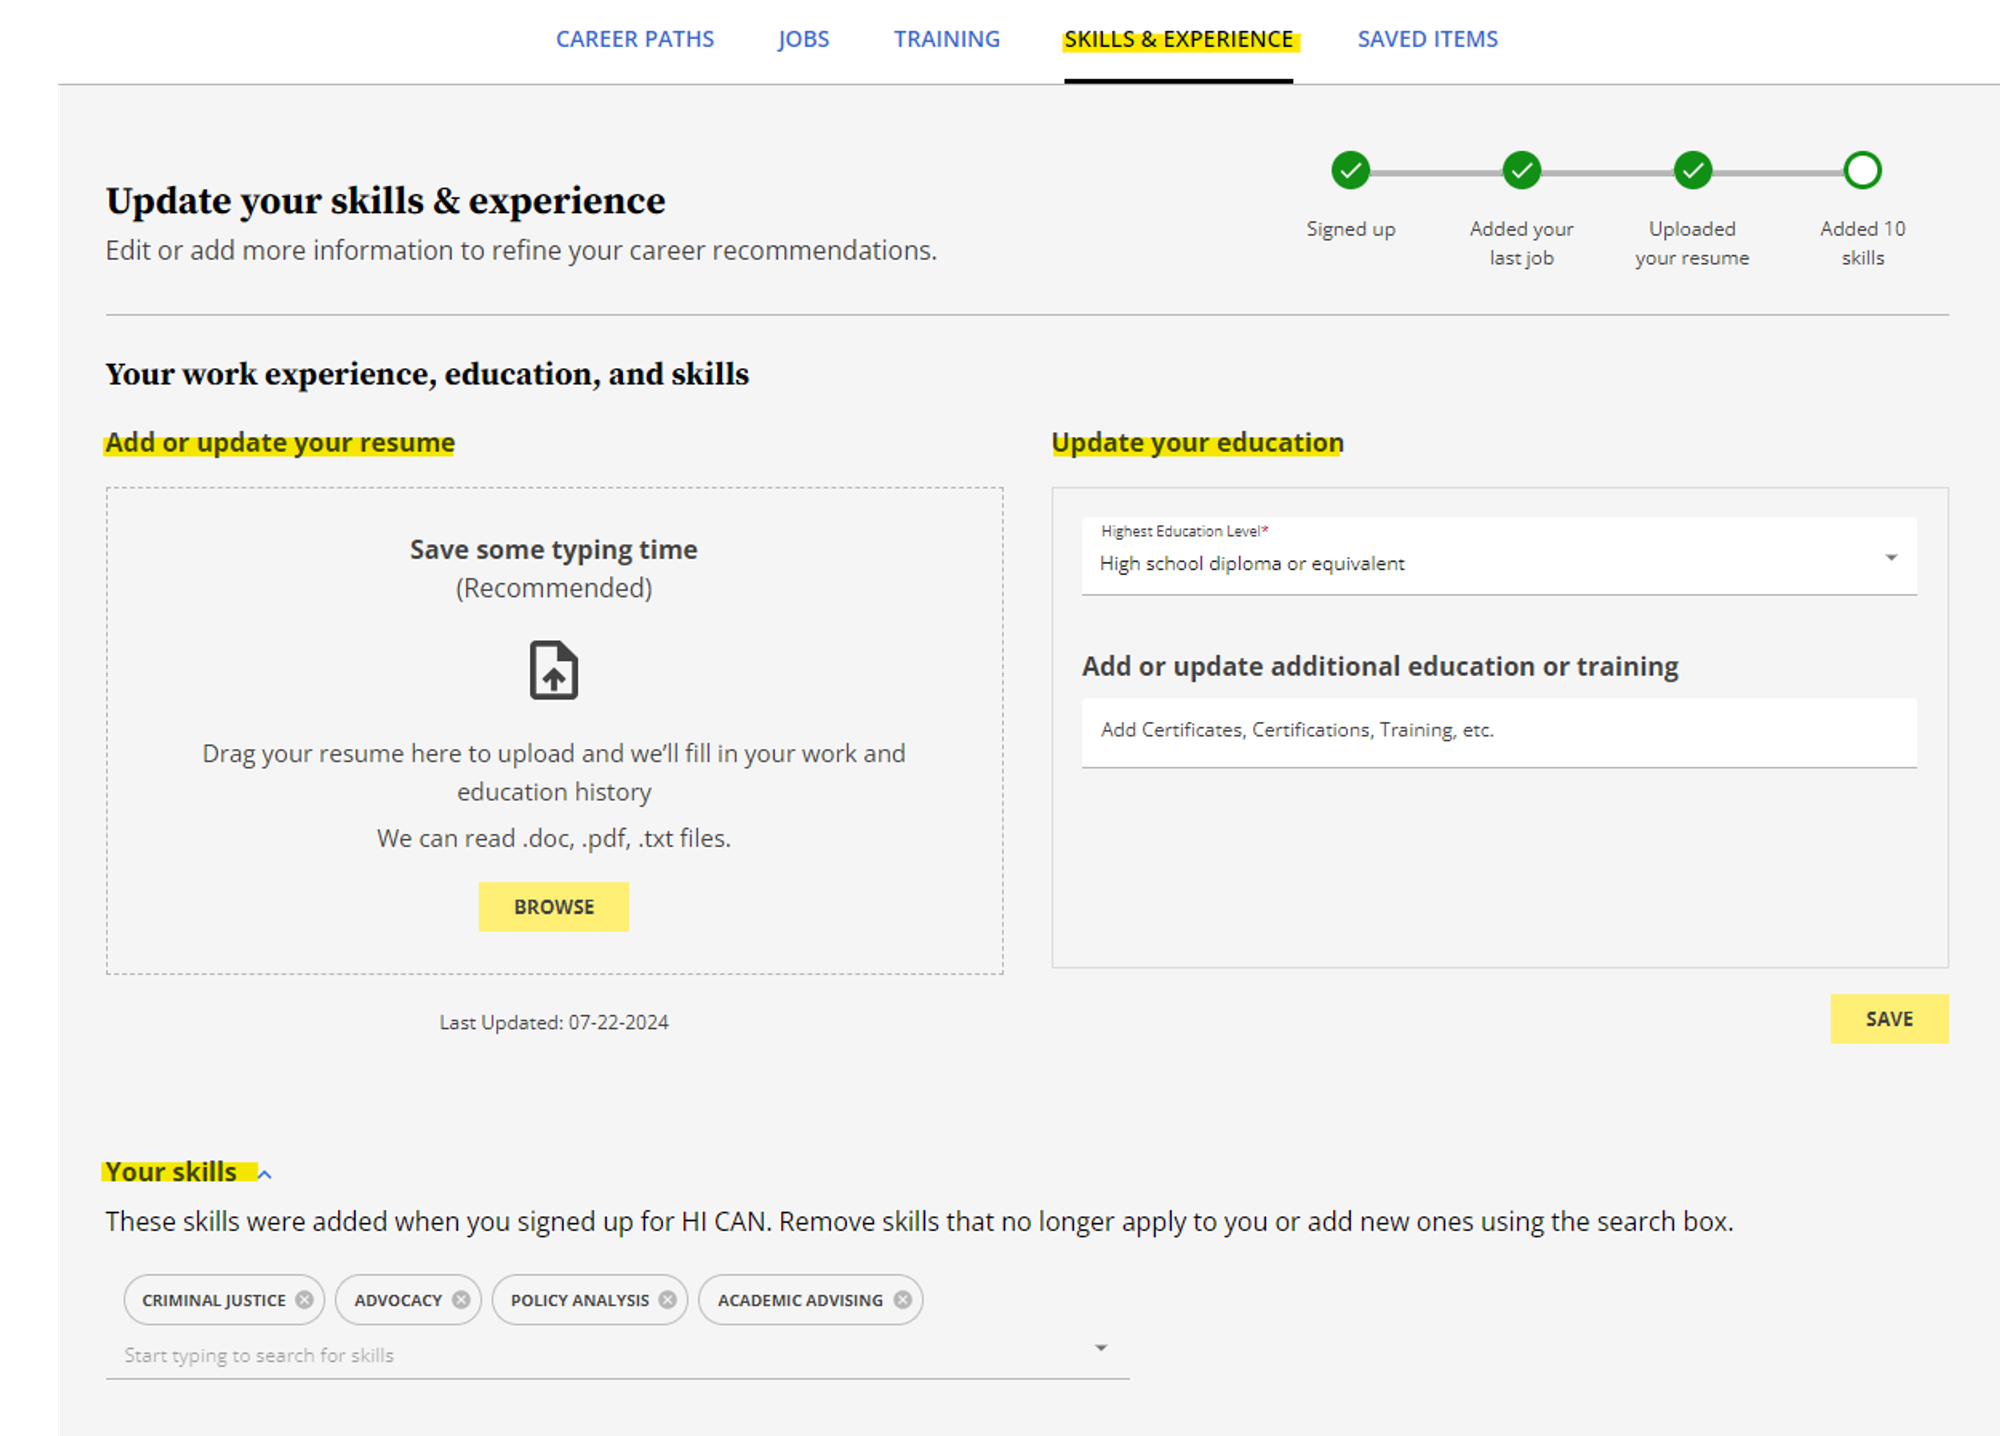 CAREER PATHS JOBS TRAINING SKILLS & EXPERIENCE SAVED ITEMS
Update your skills & experience
Edit or add more information to refine your career recommendations.
Signed up
Added your
last job
Uploaded
your resume
Added 10
skills
Your work experience, education, and skills
Add or update your resume
Save some typing time
(Recommended)
Drag your resume here to upload and we’ll fill in your work and
education history
We can read .doc, .pdf, .txt files.
BROWSE
Last Updated: 07-22-2024
Update your education
Highest Education Level*
High school diploma or equivalent
Add or update additional education or training
Add Certificates, Certifications, Training, etc.
SAVE
Your skills
These skills were added when you signed up for HI CAN. Remove skills that no longer apply to you or add new ones using the search box.
CRIMINAL JUSTICE ADVOCACY POLICY ANALYSIS ACADEMIC ADVISING
Start typing to search for skills